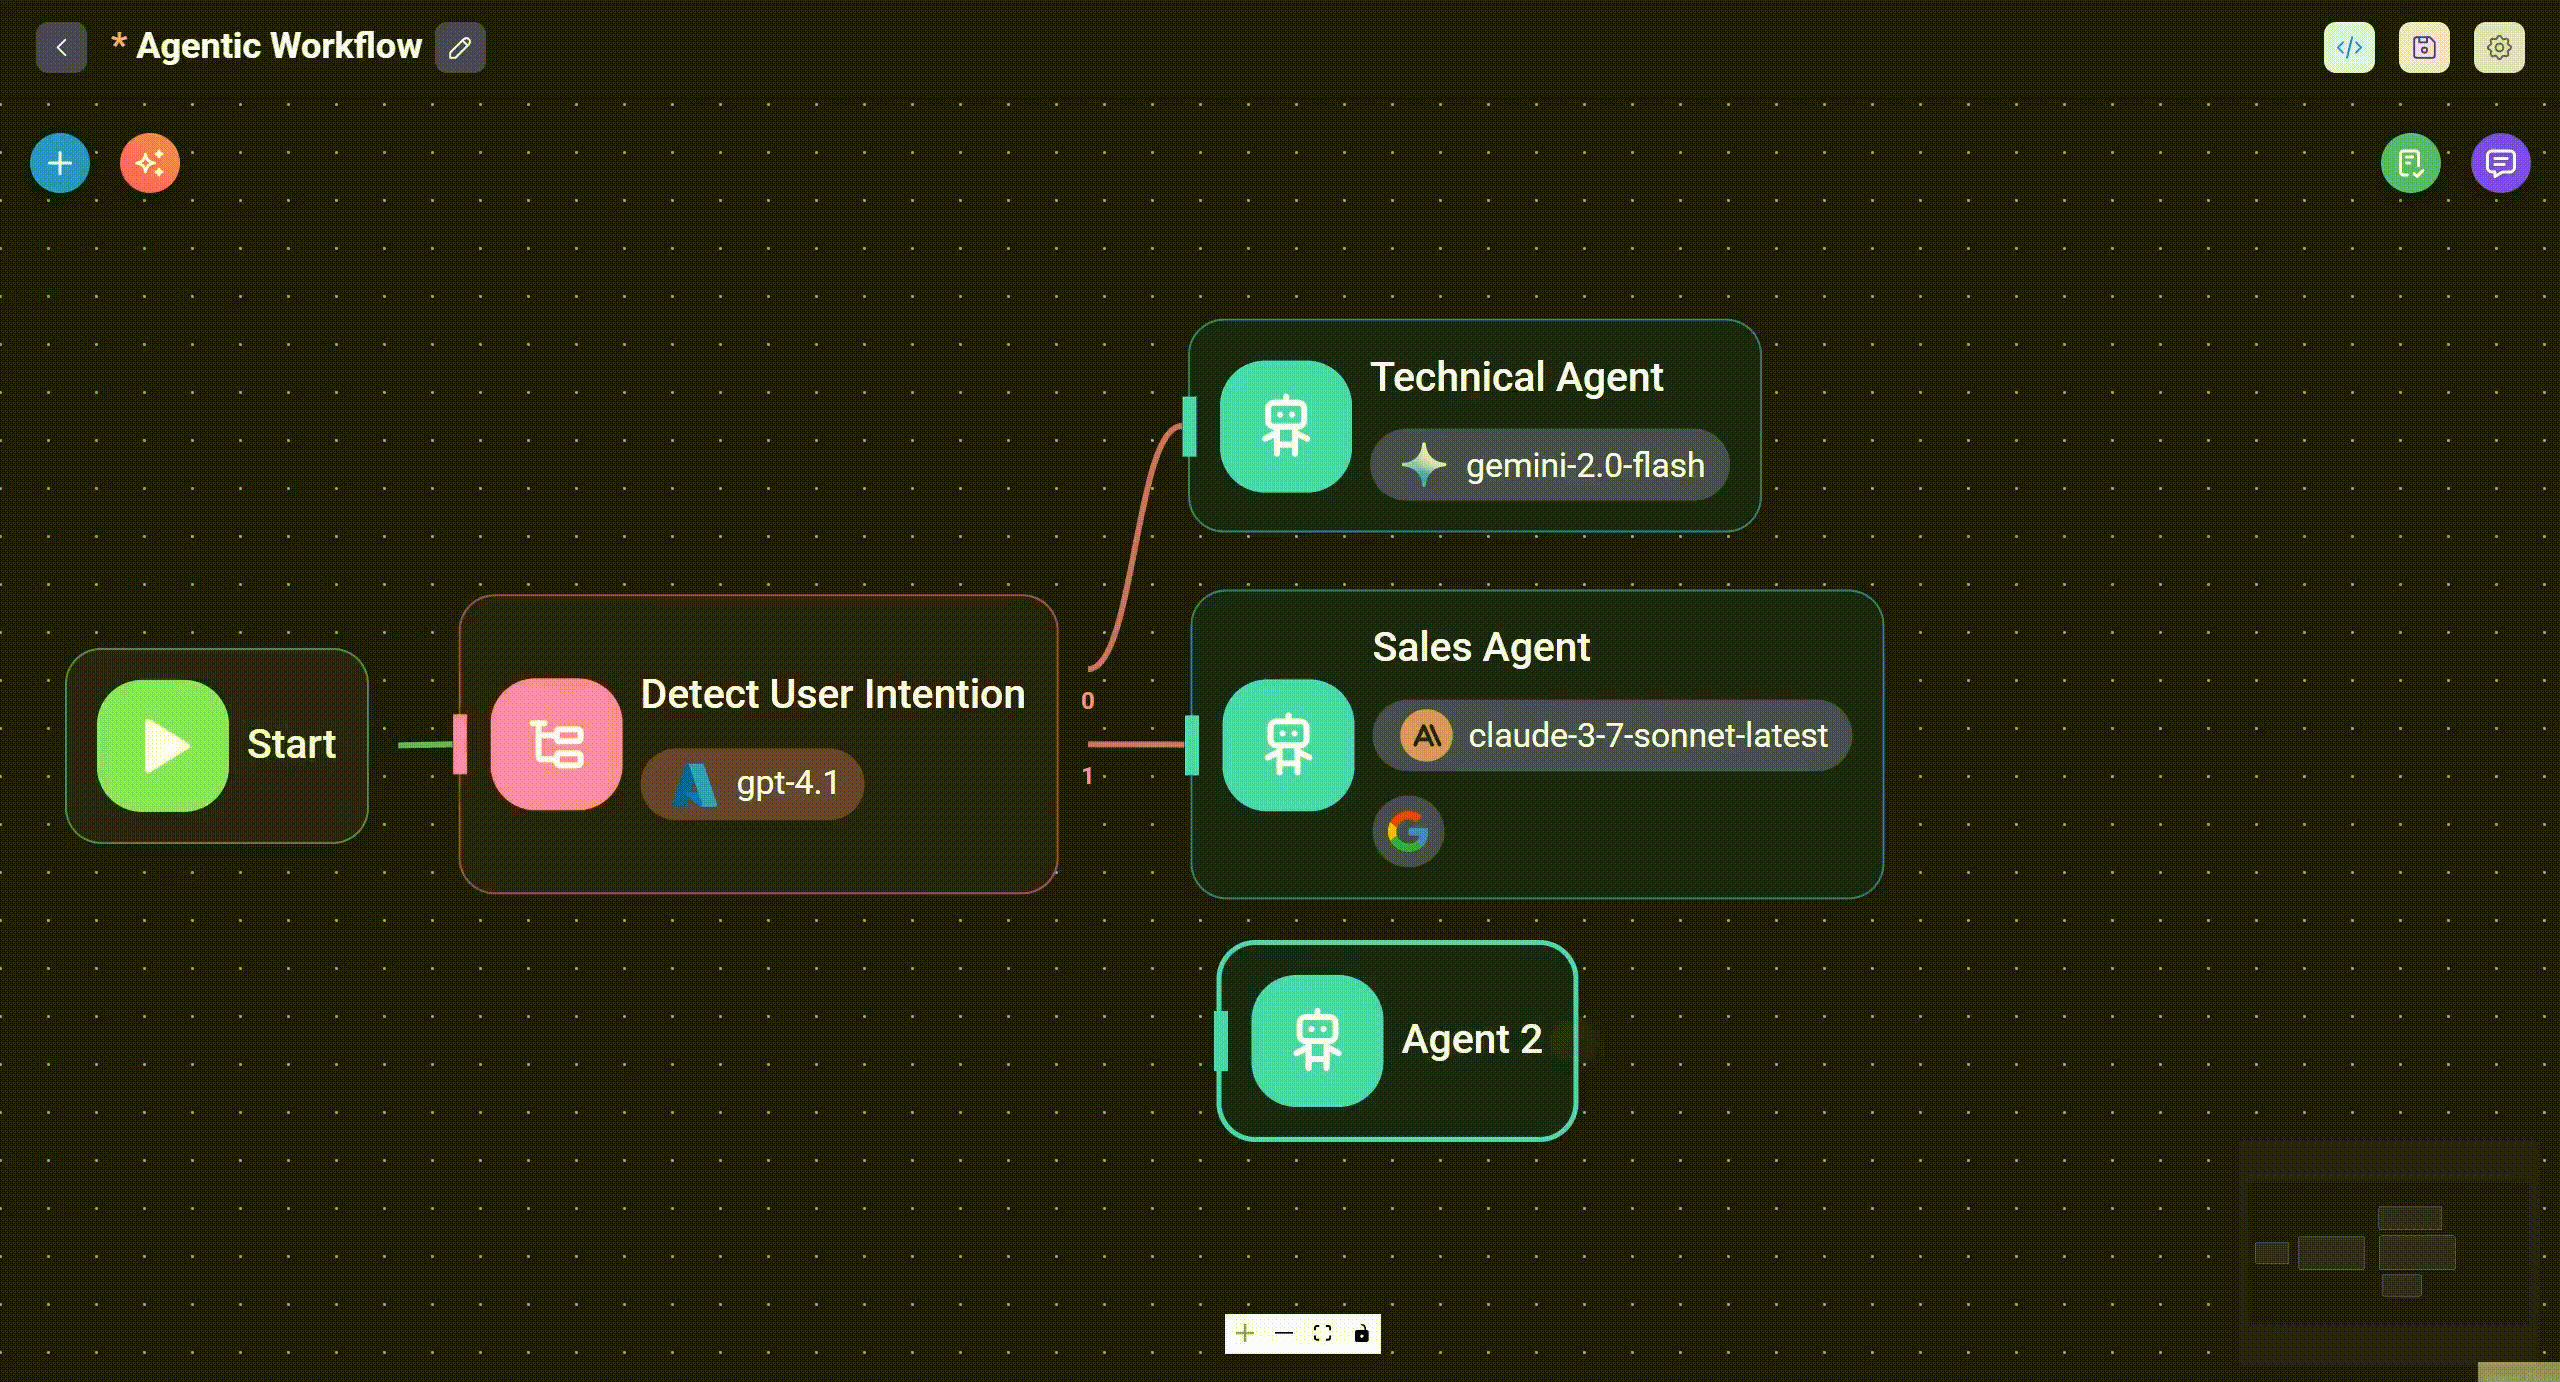 * Agentic Workflow
Technical Agent
gemini-2.0-flash
Start
Detect User Intention
gpt-4.1
0
1
Sales Agent
claude-3-7-sonnet-latest
Agent 2